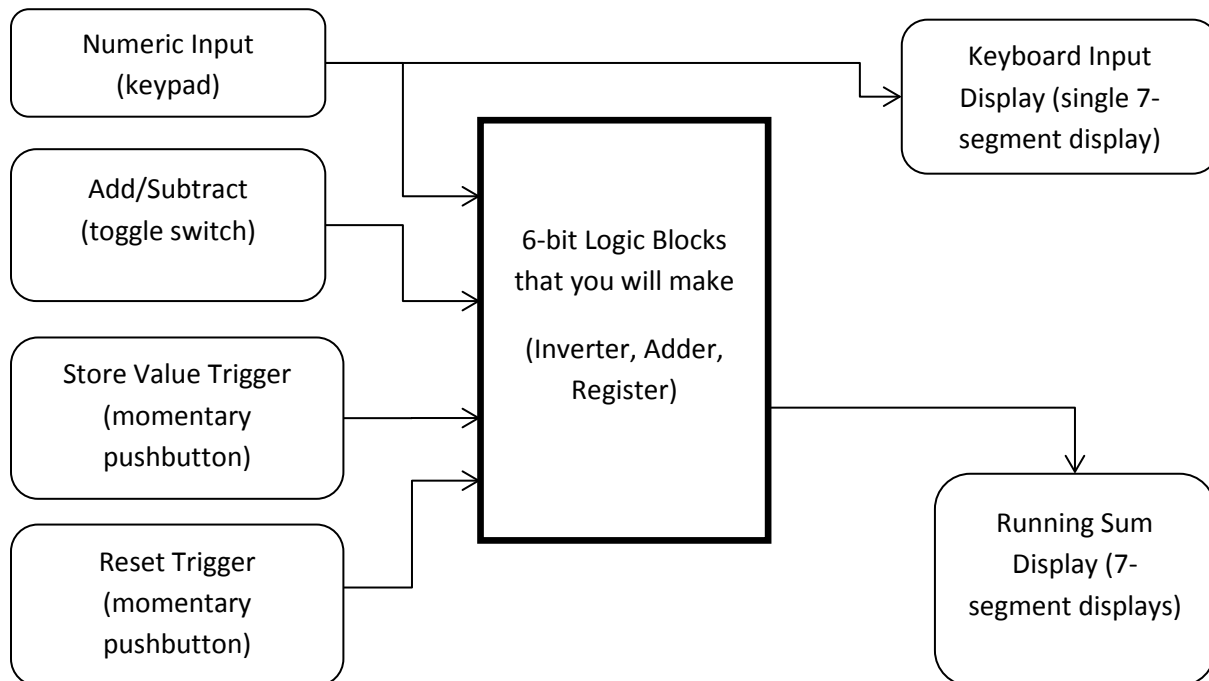 Numeric Input
(keypad)
Keyboard Input
Display (single 7-
segment display)
Add/Subtract
(toggle switch)
6-bit Logic Blocks
that you will make
(Inverter, Adder,
Register)
Store Value Trigger
(momentary
pushbutton)
Reset Trigger
(momentary
pushbutton)
Running Sum
Display (7-
segment displays)